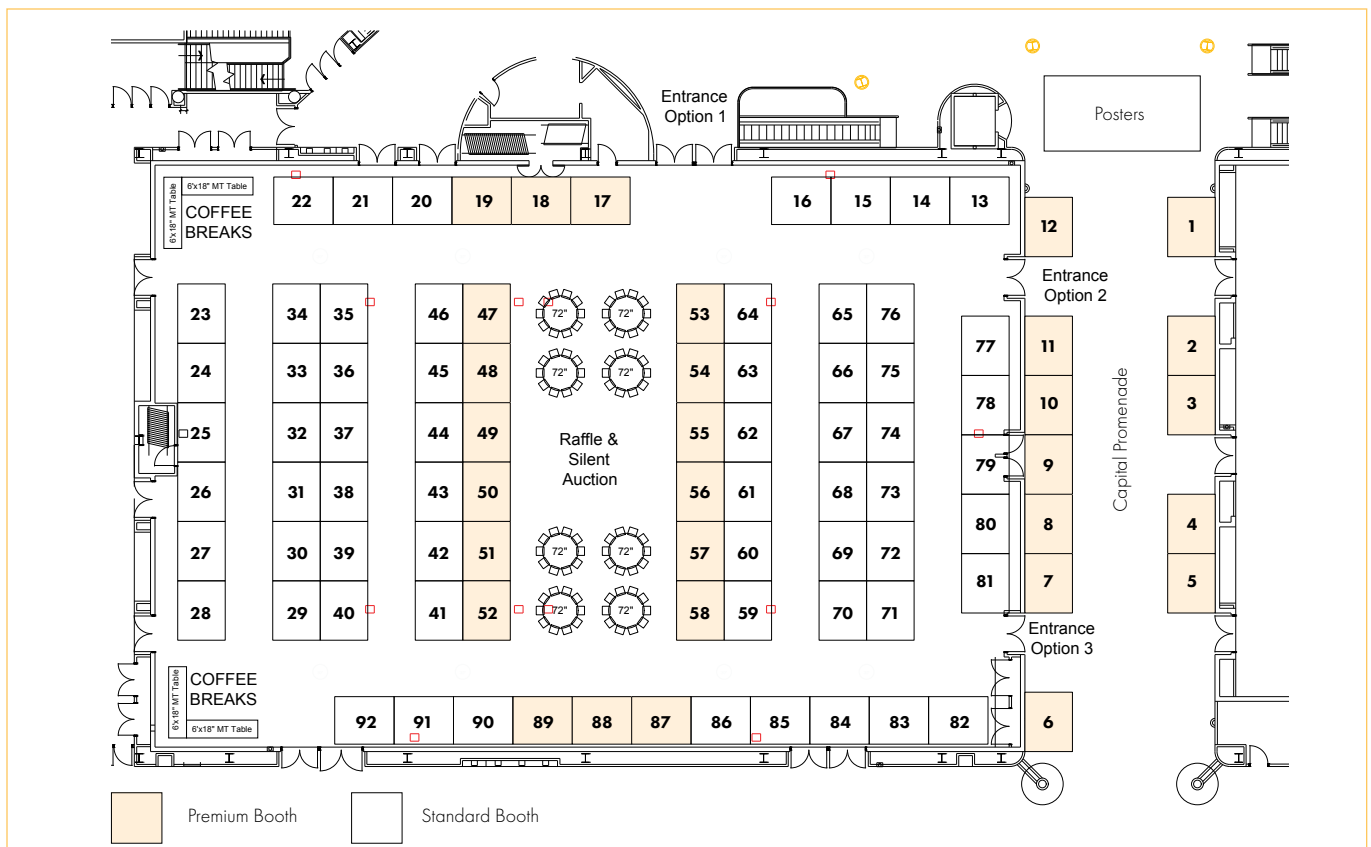 Entrance
Option 1
Posters
6'x18" MT Table
6'x18" MT Table
COFFEE
BREAKS
22 21 20 19 18 17 16 15 14 13
12 1
Entrance
Option 2
23 34 35 46 47 72" 72" 53 64 65 76
77 11 2
24 33 36 45 48 72" 72" 54 63 66 75
78 10 3
Capital Promenade
25 32 37 44 49 55 62 67 74
Raffle &
Silent
Auction
79 9
26 31 38 43 50 56 61 68 73
80 8 4
27 30 39 42 51 72" 72" 57 60 69 72
81 7 5
28 29 40 41 52 72" 72" 58 59 70 71
Entrance
Option 3
6'x18" MT Table
COFFEE
BREAKS
6'x18" MT Table
92 91 90 89 88 87 86 85 84 83 82
6
Premium Booth
Standard Booth